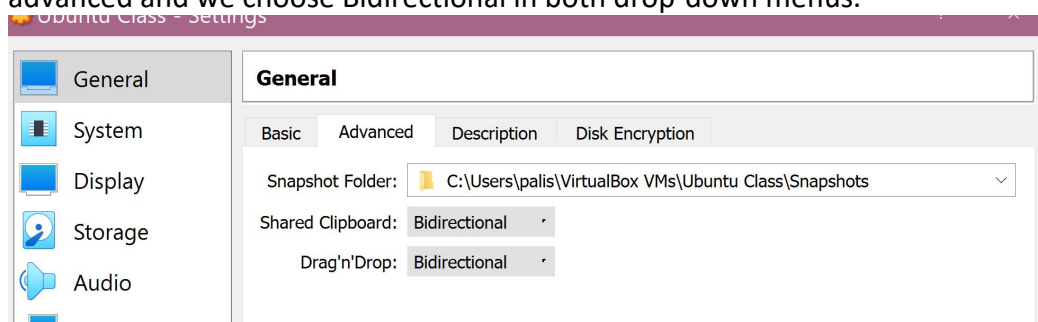 advanced and we choose Bidirectional in both drop-down menus.
Ubuntu Class - Settings
General
General
System
Basic Advanced Description Disk Encryption
Display
Snapshot Folder: C:\Users\palis\VirtualBox VMs\Ubuntu Class\Snapshots
Storage
Shared Clipboard: Bidirectional
Drag'n'Drop: Bidirectional
Audio